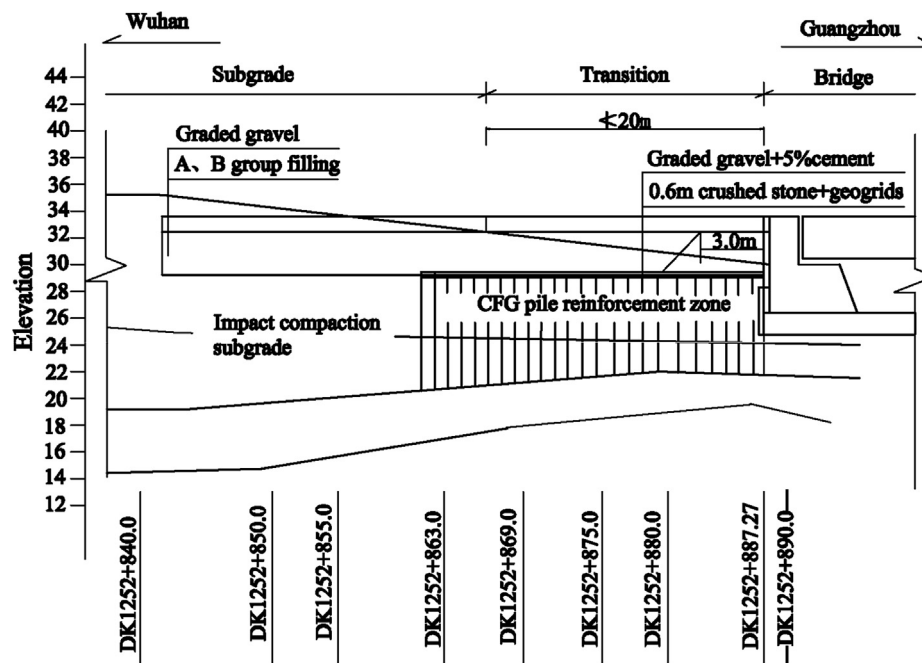 Wuhan
Guangzhou
Subgrade
Transition
Bridge
≮20m
Graded gravel
A、B group filling
Graded gravel+5%cement
0.6m crushed stone+geogrids
3.0m
CFG pile reinforcement zone
Impact compaction
subgrade
Elevation
44
42
40
38
36
34
32
30
28
26
24
22
20
18
16
14
12
DK1252+840.0
DK1252+850.0
DK1252+855.0
DK1252+863.0
DK1252+869.0
DK1252+875.0
DK1252+880.0
DK1252+887.27
DK1252+890.0